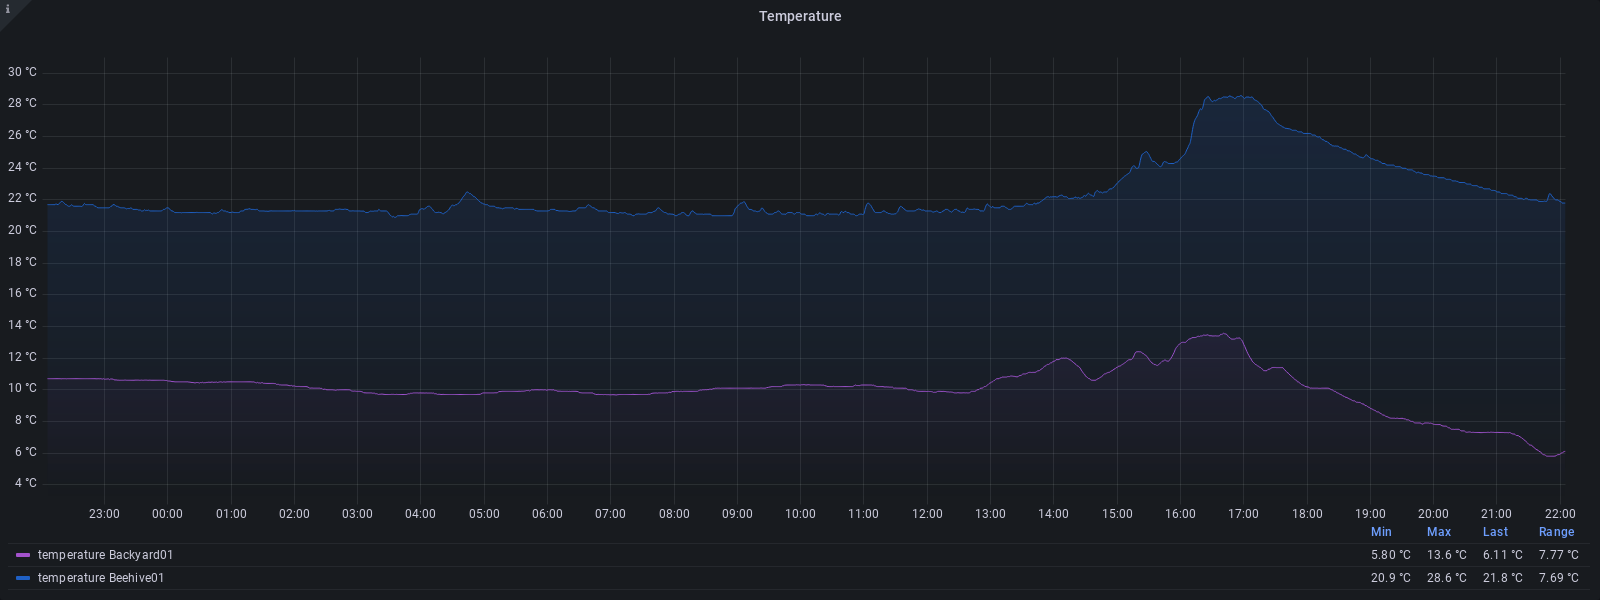 i
Temperature
30 °C
28 °C
26 °C
24 °C
22 °C
20 °C
18 °C
16 °C
14 °C
12 °C
10 °C
8 °C
6 °C
4 °C
23:00 00:00 01:00 02:00 03:00 04:00 05:00 06:00 07:00 08:00 09:00 10:00 11:00 12:00 13:00 14:00 15:00 16:00 17:00 18:00 19:00 20:00 21:00 22:00
Min Max Last Range
temperature Backyard01 5.80 °C 13.6 °C 6.11 °C 7.77 °C
temperature Beehive01 20.9 °C 28.6 °C 21.8 °C 7.69 °C